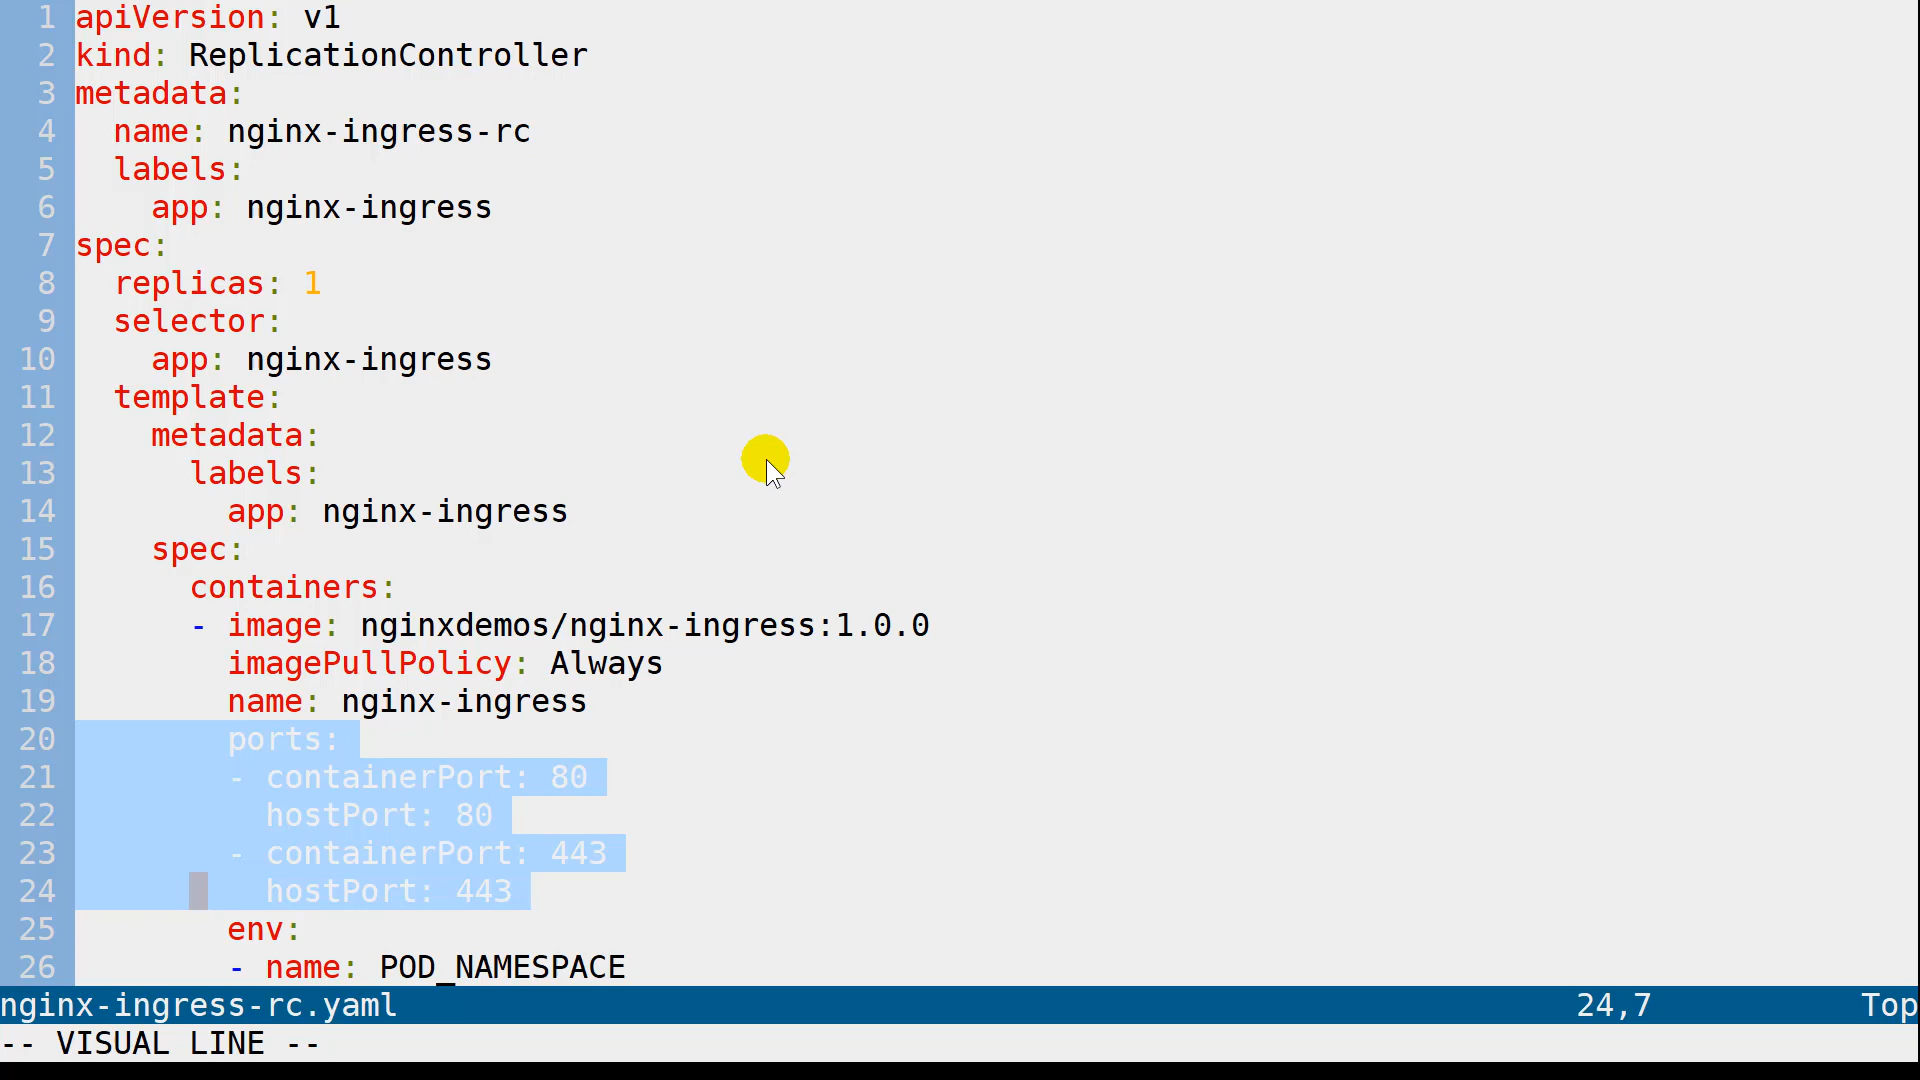 1 apiVersion: v1
2 kind: ReplicationController
3 metadata:
4   name: nginx-ingress-rc
5   labels:
6     app: nginx-ingress
7 spec:
8   replicas: 1
9   selector:
10     app: nginx-ingress
11   template:
12     metadata:
13       labels:
14         app: nginx-ingress
15     spec:
16       containers:
17       - image: nginxdemos/nginx-ingress:1.0.0
18         imagePullPolicy: Always
19         name: nginx-ingress
20         ports:
21         - containerPort: 80
22           hostPort: 80
23         - containerPort: 443
24           hostPort: 443
25         env:
26         - name: POD_NAMESPACE
nginx-ingress-rc.yaml 24,7 Top
-- VISUAL LINE --